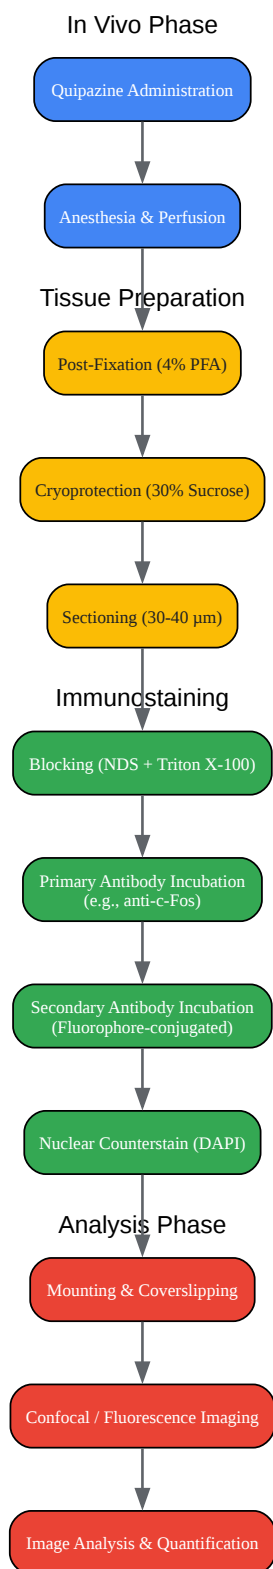 In Vivo Phase
Quipazine Administration
Anesthesia & Perfusion
Tissue Preparation
Post-Fixation (4% PFA)
Cryoprotection (30% Sucrose)
Sectioning (30-40 µm)
Immunostaining
Blocking (NDS + Triton X-100)
Primary Antibody Incubation
(e.g., anti-c-Fos)
Secondary Antibody Incubation
(Fluorophore-conjugated)
Nuclear Counterstain (DAPI)
Analysis Phase
Mounting & Coverslipping
Confocal / Fluorescence Imaging
Image Analysis & Quantification